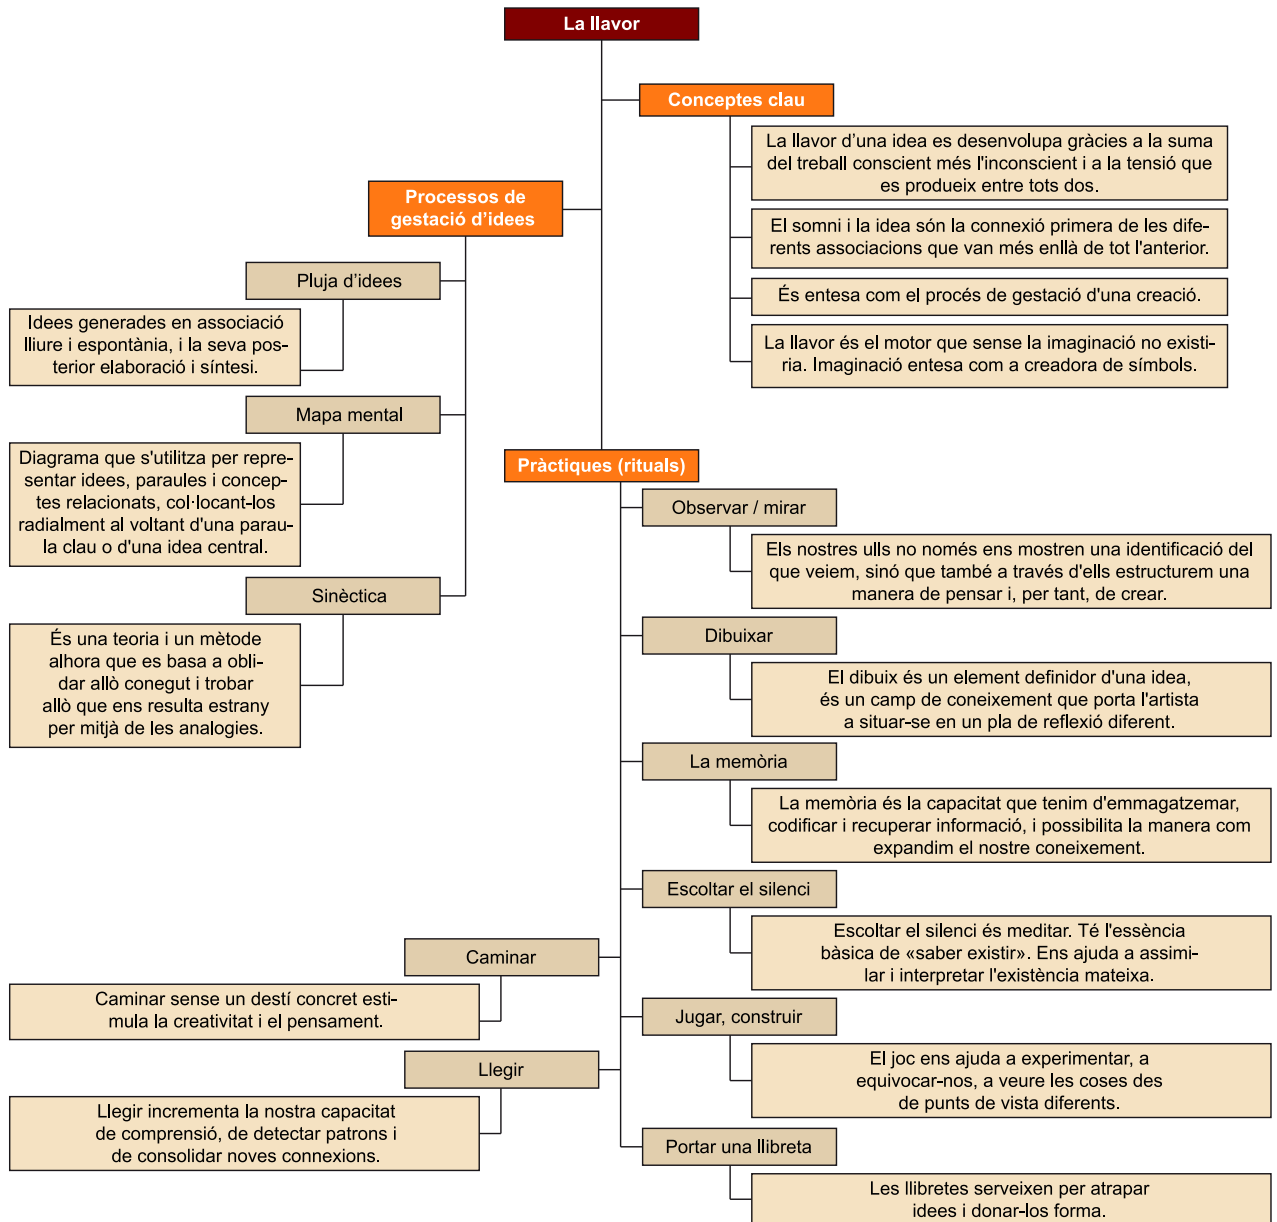 La llavor
Conceptes clau
La llavor d’una idea es desenvolupa gràcies a la suma
del treball conscient més l'inconscient i a la tensió que
es produeix entre tots dos.
El somni i la idea són la connexió primera de les dife-
rents associacions que van més enllà de tot l'anterior.
És entesa com el procés de gestació d'una creació.
La llavor és el motor que sense la imaginació no existi-
ria. Imaginació entesa com a creadora de símbols.
Processos de
gestació d’idees
Pluja d’idees
Idees generades en associació
lliure i espontània, i la seva pos-
terior elaboració i síntesi.
Mapa mental
Diagrama que s'utilitza per repre-
sentar idees, paraules i concep-
tes relacionats, col·locant-los
radialment al voltant d'una parau-
la clau o d'una idea central.
Sinèctica
És una teoria i un mètode
alhora que es basa a obli-
dar allò conegut i trobar
allò que ens resulta estrany
per mitjà de les analogies.
Pràctiques (rituals)
Observar / mirar
Els nostres ulls no només ens mostren una identificació del
que veiem, sinó que també a través d'ells estructurem una
manera de pensar i, per tant, de crear.
Dibuixar
El dibuix és un element definidor d'una idea,
és un camp de coneixement que porta l'artista
a situar-se en un pla de reflexió diferent.
La memòria
La memòria és la capacitat que tenim d'emmagatzemar,
codificar i recuperar informació, i possibilita la manera com
expandim el nostre coneixement.
Escoltar el silenci
Escoltar el silenci és meditar. Té l'essència
bàsica de «saber existir». Ens ajuda a assimi-
lar i interpretar l'existència mateixa.
Caminar
Caminar sense un destí concret esti-
mula la creativitat i el pensament.
Jugar, construir
El joc ens ajuda a experimentar, a
equivocar-nos, a veure les coses des
de punts de vista diferents.
Llegir
Llegir incrementa la nostra capacitat
de comprensió, de detectar patrons i
de consolidar noves connexions.
Portar una llibreta
Les llibretes serveixen per atrapar
idees i donar-los forma.